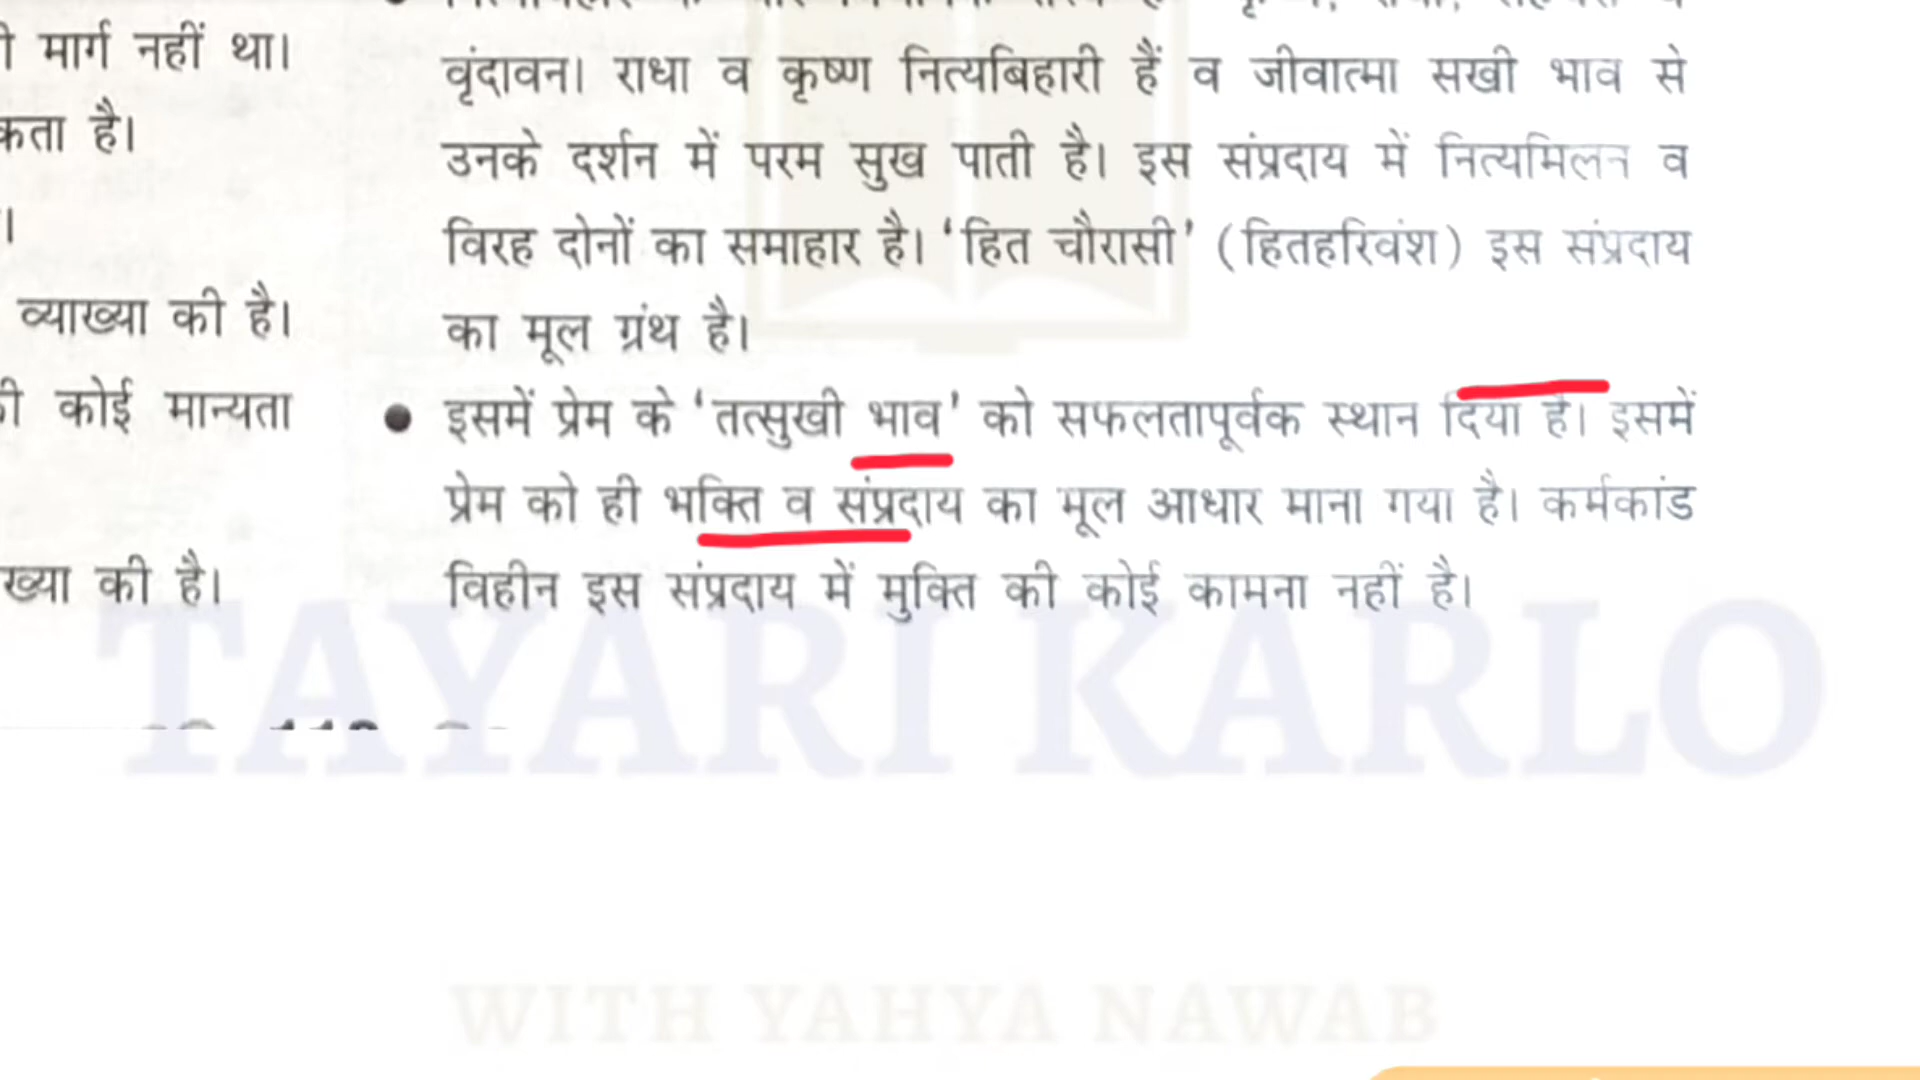 मार्ग नहीं था।
है।
व्याख्या की है।
कोई मान्यता
की है।
वृंदावन। राधा व कृष्ण नित्यबिहारी हैं व जीवात्मा सखी भाव से
उनके दर्शन में परम सुख पाती है। इस संप्रदाय में नित्यमिलन व
विरह दोनों का समाहार है। 'हित चौरासी' (हितहरिवंश) इस संप्रदाय
का मूल ग्रंथ है।
● इसमें प्रेम के 'तत्सुखी भाव' को सफलतापूर्वक स्थान दिया है। इसमें
प्रेम को ही भक्ति व संप्रदाय का मूल आधार माना गया है। कर्मकांड
विहीन इस संप्रदाय में मुक्ति की कोई कामना नहीं है।
TAYARI KARLO
WITH YAHYA NAWAB